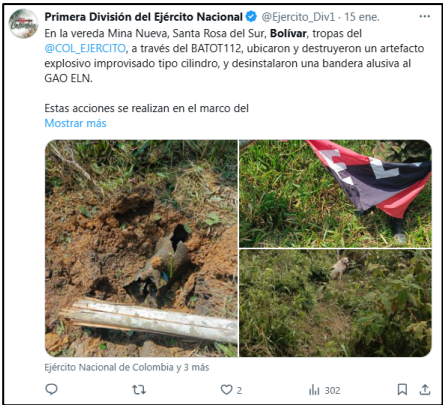 Primera División del Ejército Nacional @Ejercito_Div1 · 15 ene.
En la vereda Mina Nueva, Santa Rosa del Sur, Bolívar, tropas del
@COL_EJERCITO, a través del BATOT112, ubicaron y destruyeron un artefacto
explosivo improvisado tipo cilindro, y desinstalaron una bandera alusiva al
GAO ELN.
Estas acciones se realizan en el marco del
Mostrar más
Ejército Nacional de Colombia y 3 más
2
302